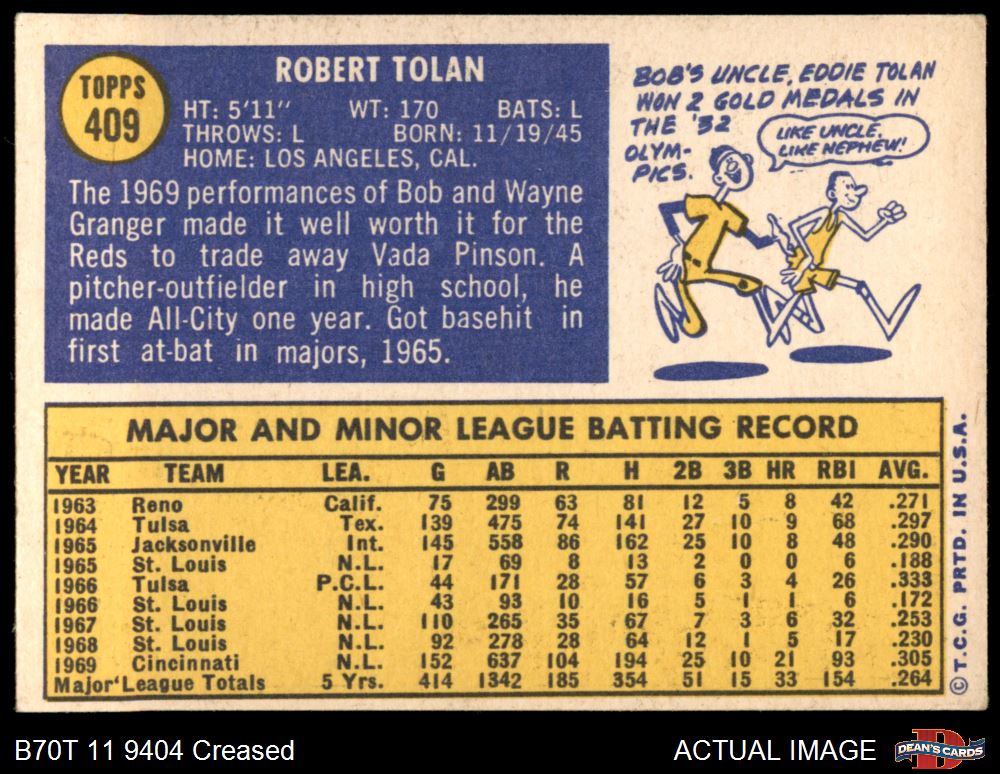 TOPPS
409
ROBERT TOLAN
HT: 5'11" WT: 170 BATS: L
THROWS: L BORN: 11/19/45
HOME: LOS ANGELES, CAL.
The 1969 performances of Bob and Wayne
Granger made it well worth it for the
Reds to trade away Vada Pinson. A
pitcher-outfielder in high school, he
made All-City one year. Got basehit in
first at-bat in majors, 1965.
BOB'S UNCLE, EDDIE TOLAN
WON 2 GOLD MEDALS IN
THE '32
OLYM-
PICS.
LIKE UNCLE,
LIKE NEPHEW!
MAJOR AND MINOR LEAGUE BATTING RECORD
YEAR TEAM LEA. G AB R H 2B 3B HR RBI AVG.
1963 Reno Calif. 75 299 63 81 12 5 8 42 .271
1964 Tulsa Tex. 139 475 74 141 27 10 9 68 .297
1965 Jacksonville Int. 145 558 86 162 25 10 8 48 .290
1965 St. Louis N.L. 17 69 8 13 2 0 0 6 .188
1966 Tulsa P.C.L. 44 171 28 57 6 3 4 26 .333
1966 St. Louis N.L. 43 93 10 16 5 1 1 6 .172
1967 St. Louis N.L. 110 265 35 67 7 3 6 32 .253
1968 St. Louis N.L. 92 278 28 64 12 1 5 17 .230
1969 Cincinnati N.L. 152 637 104 194 25 10 21 93 .305
Major League Totals 5 Yrs. 414 1342 185 354 51 15 33 154 .264
© T.C.G. PRTD. IN U.S.A.
B70T 11 9404 Creased
ACTUAL IMAGE
D
DEAN'S CARDS